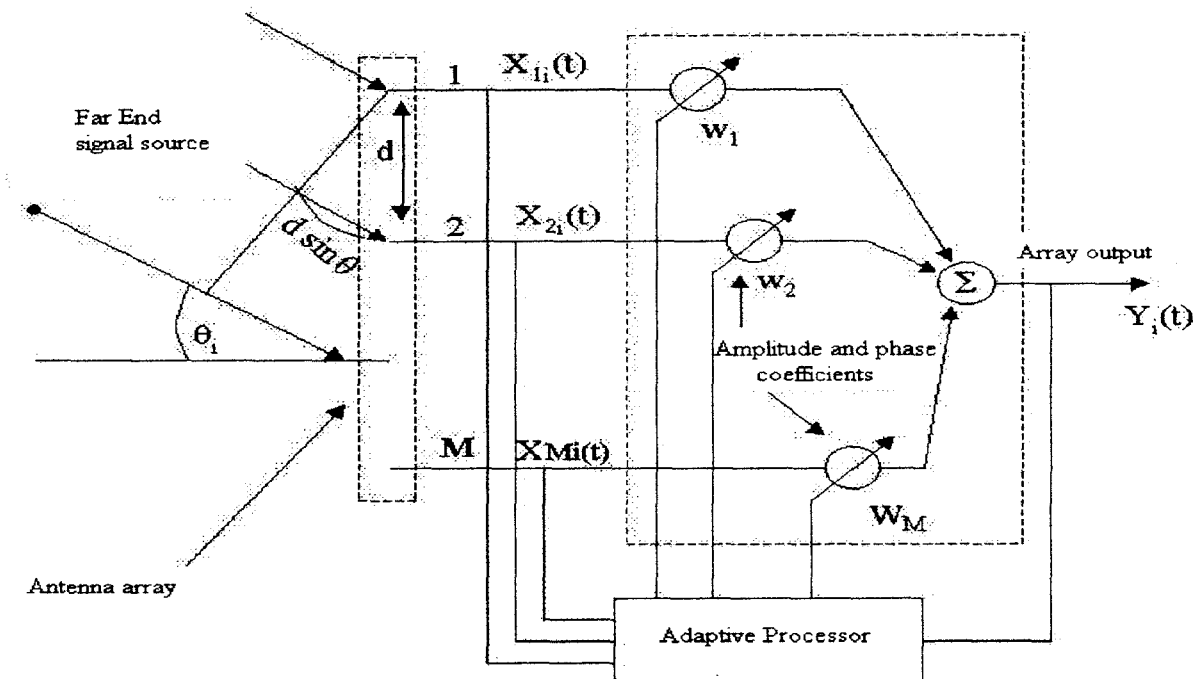 Far End
signal source
d sin θ
θi
Antenna array
1
X1i(t)
d
2
X2i(t)
M
XMi(t)
w1
w2
Amplitude and phase
coefficients
WM
Σ
Array output
Yi(t)
Adaptive Processor